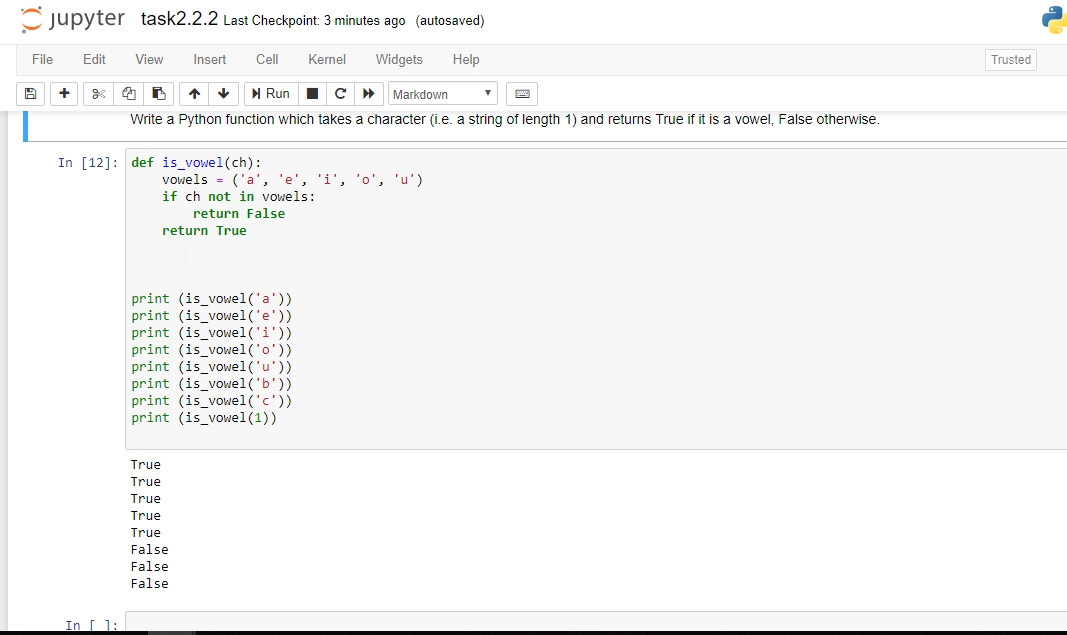 jupyter task2.2.2 Last Checkpoint: 3 minutes ago (autosaved)
File Edit View Insert Cell Kernel Widgets Help Trusted
Run Markdown
Write a Python function which takes a character (i.e. a string of length 1) and returns True if it is a vowel, False otherwise.
In [12]: def is_vowel(ch):
    vowels = ('a', 'e', 'i', 'o', 'u')
    if ch not in vowels:
        return False
    return True
print (is_vowel('a'))
print (is_vowel('e'))
print (is_vowel('i'))
print (is_vowel('o'))
print (is_vowel('u'))
print (is_vowel('b'))
print (is_vowel('c'))
print (is_vowel(1))
True
True
True
True
True
False
False
False
In [ ]: